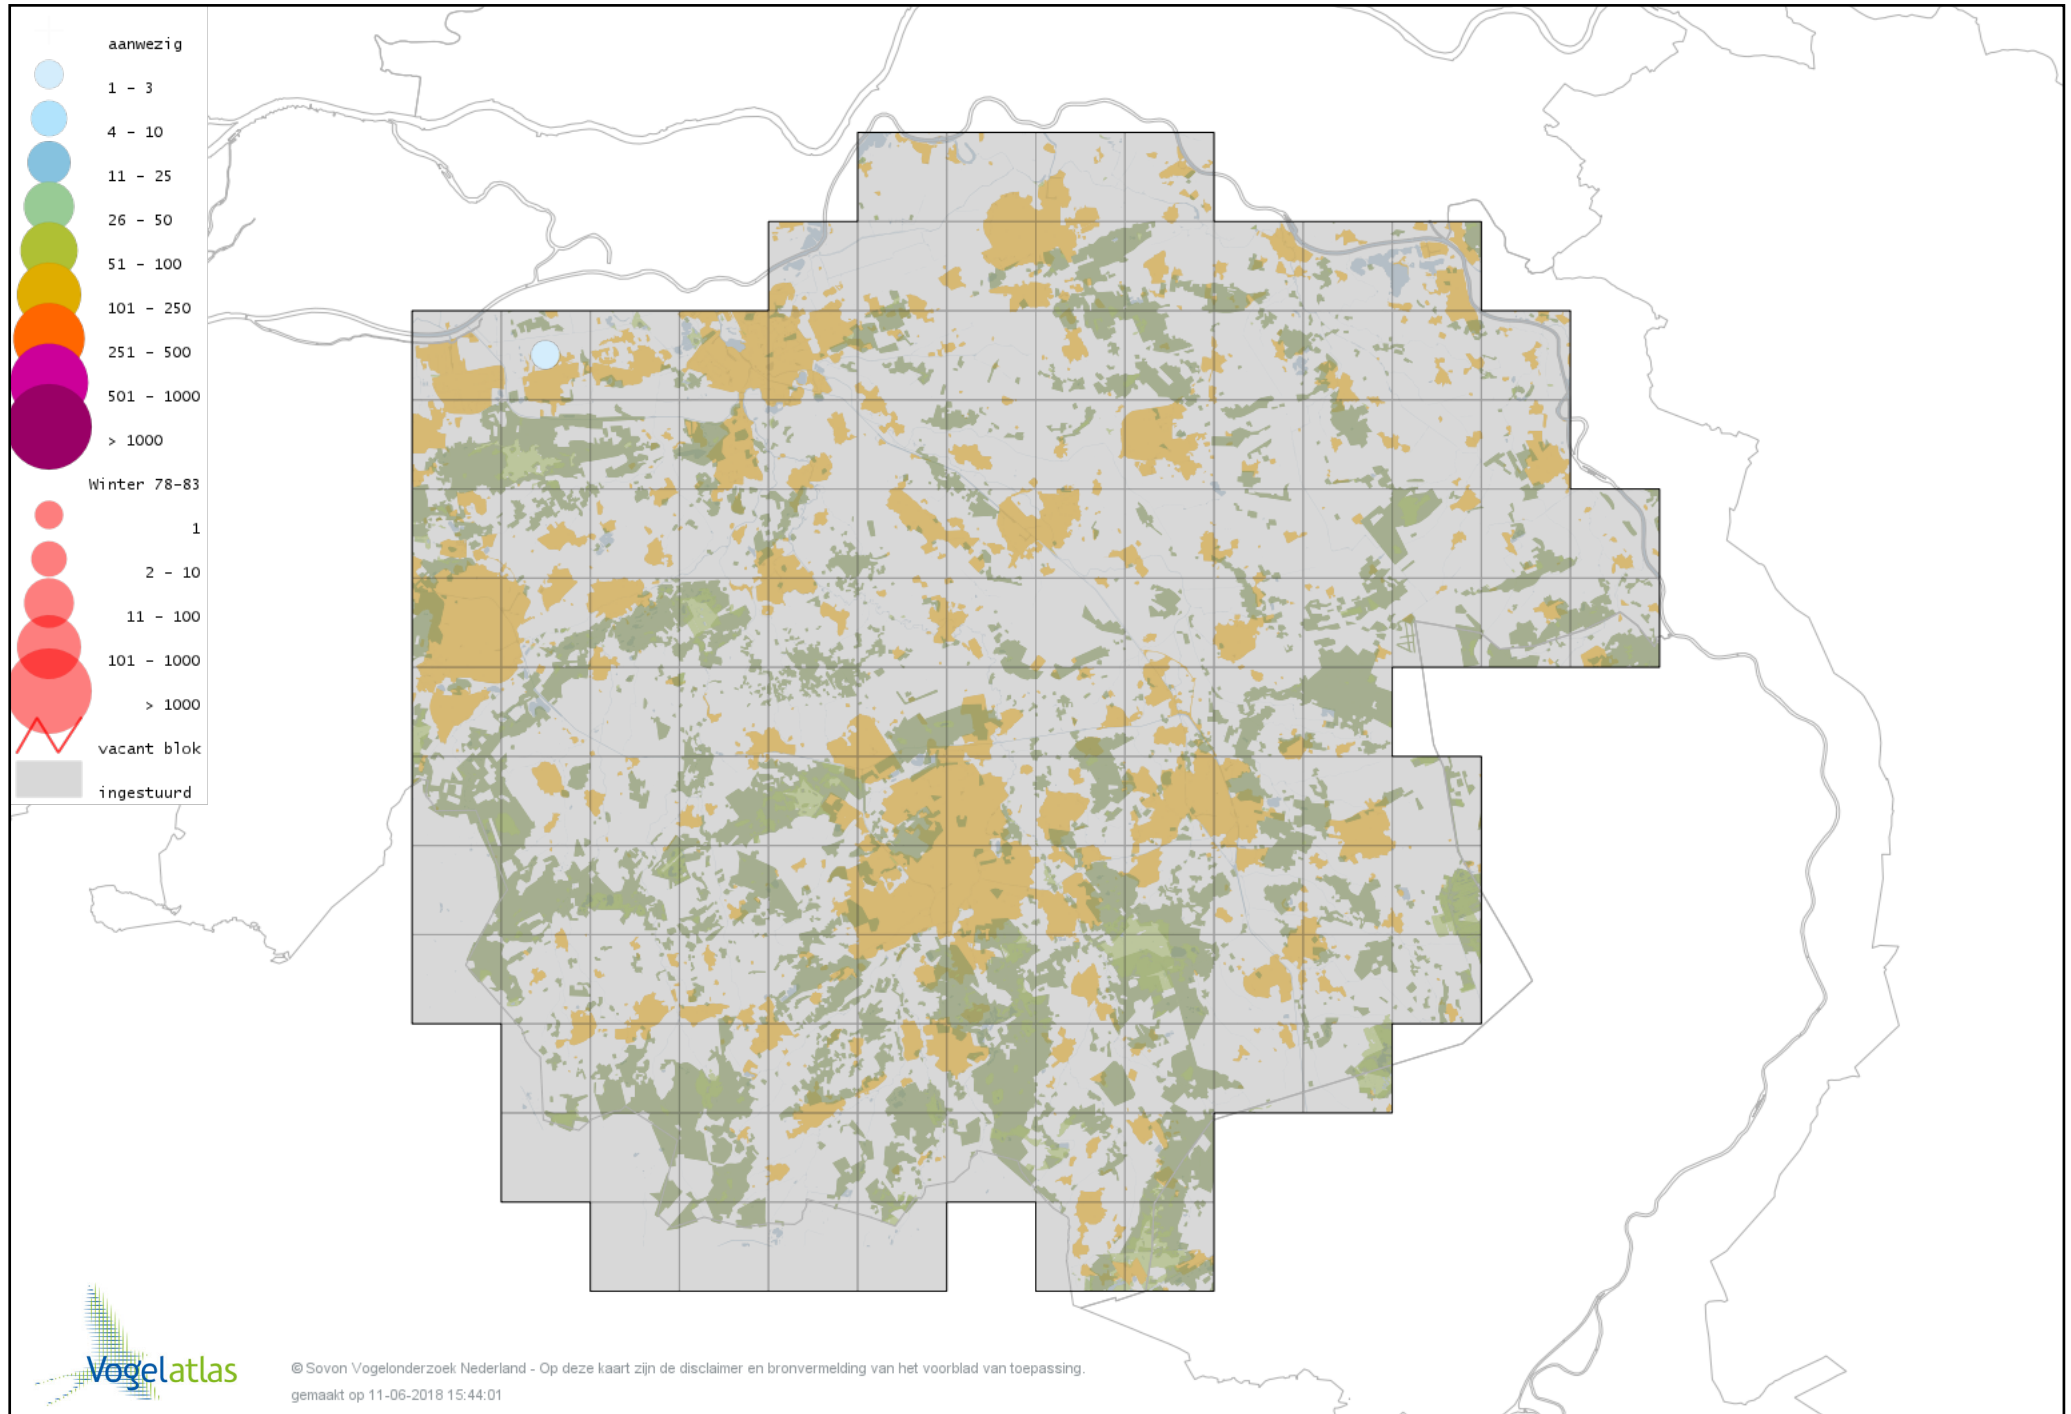 aanwezig
1 - 3
4 - 10
11 - 25
26 - 50
51 - 100
101 - 250
251 - 500
501 - 1000
> 1000
Winter 78-83
1
2 - 10
11 - 100
101 - 1000
> 1000
vacant blok
ingestuurd
Vogelatlas
© Sovon Vogelonderzoek Nederland - Op deze kaart zijn de disclaimer en bronvermelding van het voorblad van toepassing.
gemaakt op 11-06-2018 15:44:01